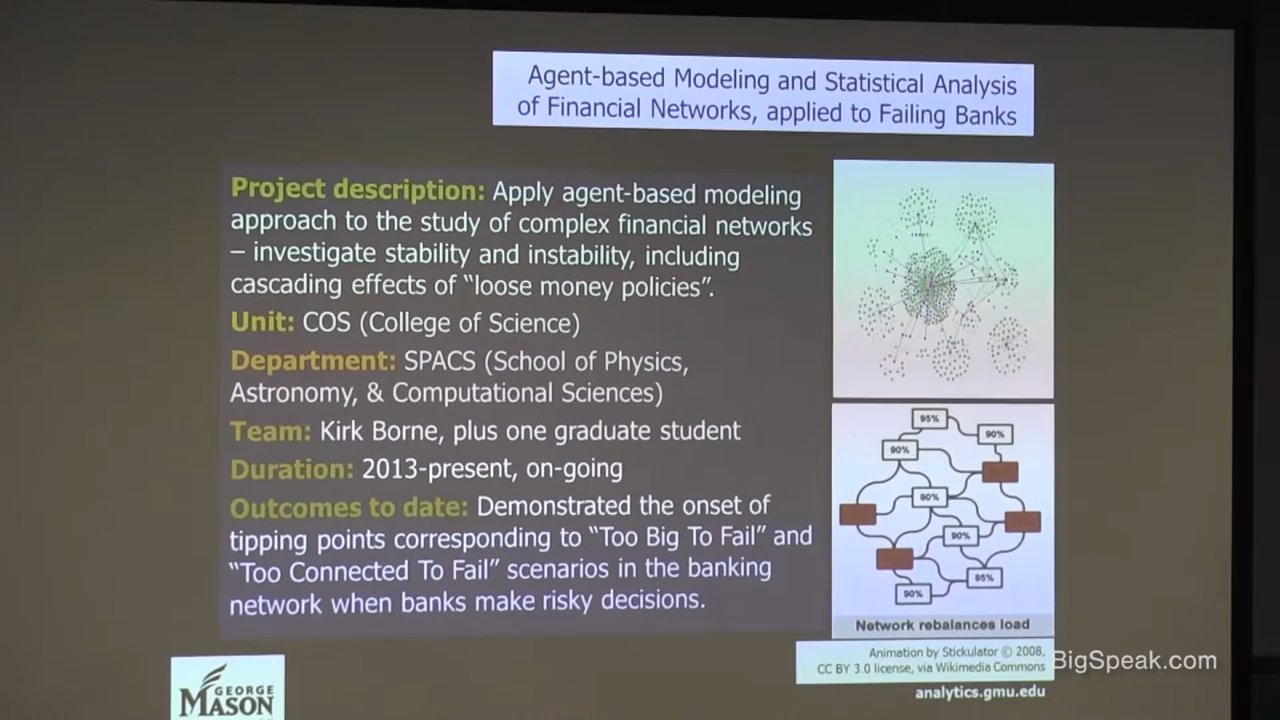 Agent-based Modeling and Statistical Analysis
of Financial Networks, applied to Failing Banks
Project description: Apply agent-based modeling
approach to the study of complex financial networks
– investigate stability and instability, including
cascading effects of “loose money policies”.
Unit: COS (College of Science)
Department: SPACS (School of Physics,
Astronomy, & Computational Sciences)
Team: Kirk Borne, plus one graduate student
Duration: 2013-present, on-going
Outcomes to date: Demonstrated the onset of
tipping points corresponding to “Too Big To Fail” and
“Too Connected To Fail” scenarios in the banking
network when banks make risky decisions.
95%
90%
90%
90%
90%
95%
90%
Network rebalances load
Animation by Stickulator © 2008,
CC BY 3.0 license, via Wikimedia Commons
BigSpeak.com
analytics.gmu.edu
GEORGE
MASON